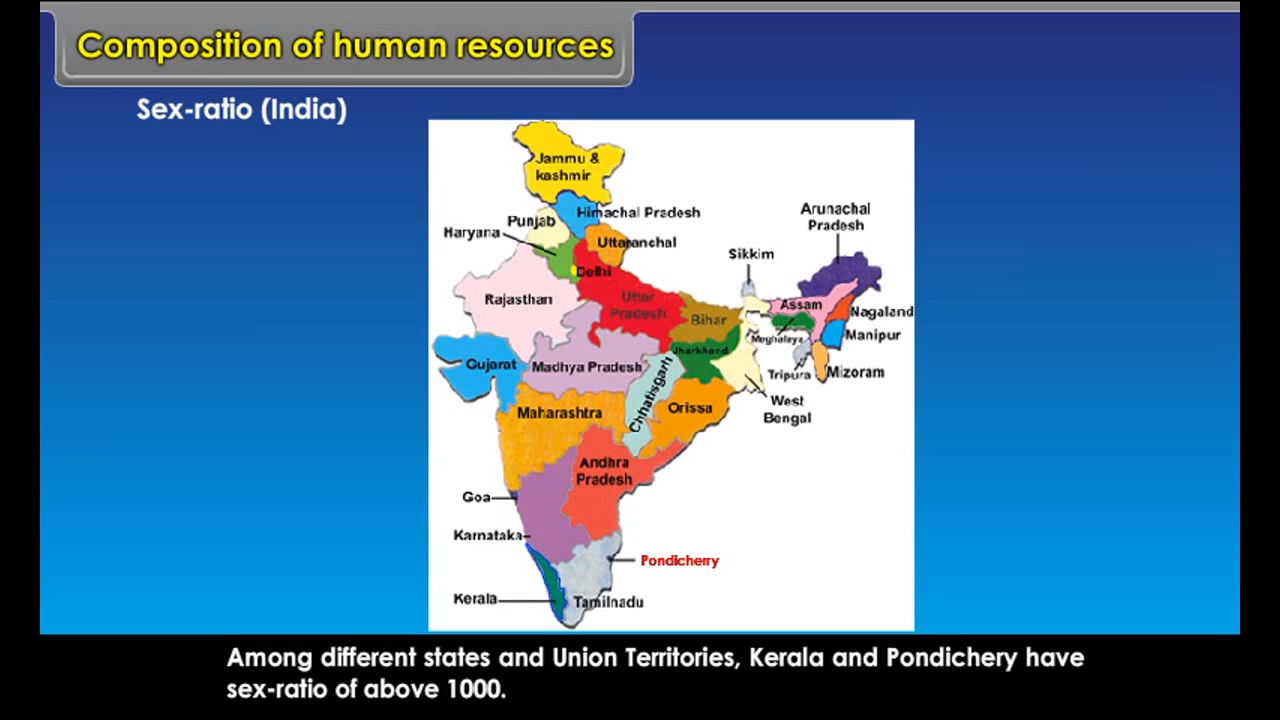 Composition of human resources
Sex-ratio (India)
Jammu &
kashmir
Himachal Pradesh
Punjab
Haryana
Uttaranchal
Delhi
Arunachal
Pradesh
Sikkim
Rajasthan
Uttar
Pradesh
Bihar
Assam
Nagaland
Meghalaya
Manipur
Jharkhand
Gujarat
Madhya Pradesh
Chhatisgarh
Tripura
Mizoram
West
Bengal
Orissa
Maharashtra
Andhra
Pradesh
Goa
Karnataka
Pondicherry
Kerala
Tamilnadu
Among different states and Union Territories, Kerala and Pondichery have
sex-ratio of above 1000.